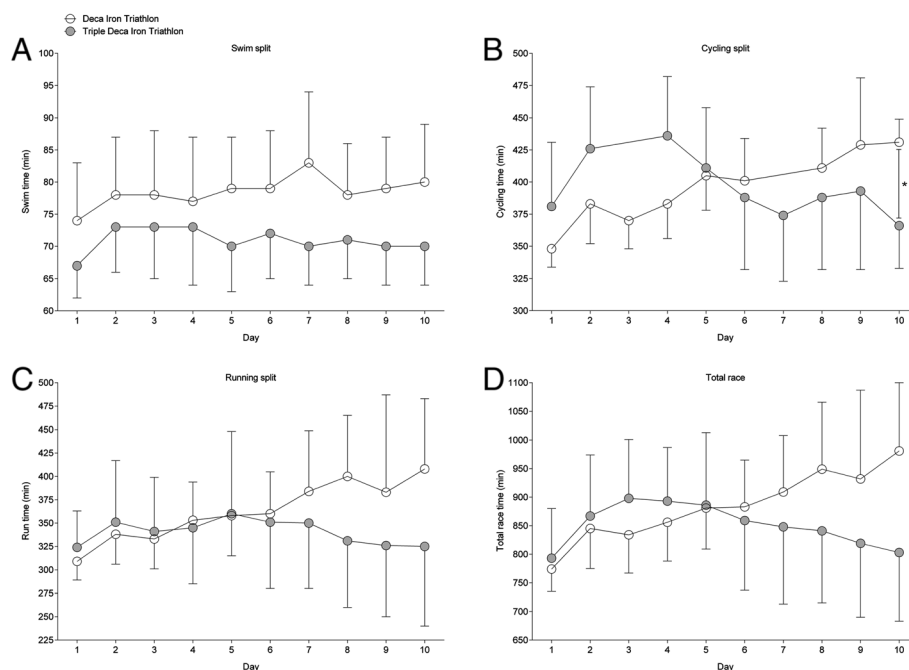 Deca Iron Triathlon
Triple Deca Iron Triathlon
A
Swim split
100
95
90
85
80
75
70
65
60
Swim time (min)
1 2 3 4 5 6 7 8 9 10
Day
B
Cycling split
500
475
450
425
400
375
350
325
300
Cycling time (min)
*
1 2 3 4 5 6 7 8 9 10
Day
C
Running split
500
475
450
425
400
375
350
325
300
275
250
225
Run time (min)
1 2 3 4 5 6 7 8 9 10
Day
D
Total race
1100
1050
1000
950
900
850
800
750
700
650
Total race time (min)
1 2 3 4 5 6 7 8 9 10
Day